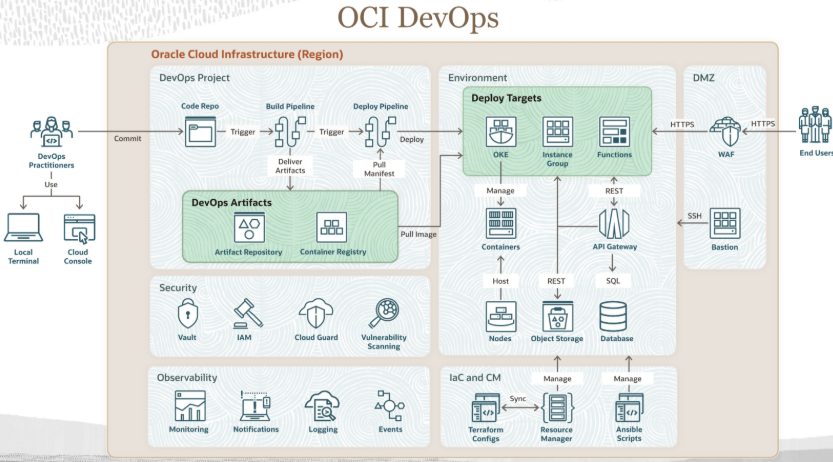 OCI DevOps
Oracle Cloud Infrastructure (Region)
DevOps Project
Code Repo
Build Pipeline
Deploy Pipeline
Commit
Trigger
Trigger
Deploy
Deliver
Artifacts
Pull
Manifest
DevOps Artifacts
Artifact Repository
Container Registry
Pull Image
DevOps
Practitioners
Use
Local
Terminal
Cloud
Console
Environment
Deploy Targets
OKE
Instance
Group
Functions
Manage
REST
Containers
API Gateway
Host
REST
SQL
Nodes
Object Storage
Database
DMZ
HTTPS
WAF
HTTPS
End Users
SSH
Bastion
Security
Vault
IAM
Cloud Guard
Vulnerability
Scanning
Observability
Monitoring
Notifications
Logging
Events
IaC and CM
Manage
Manage
Sync
Terraform
Configs
Resource
Manager
Ansible
Scripts